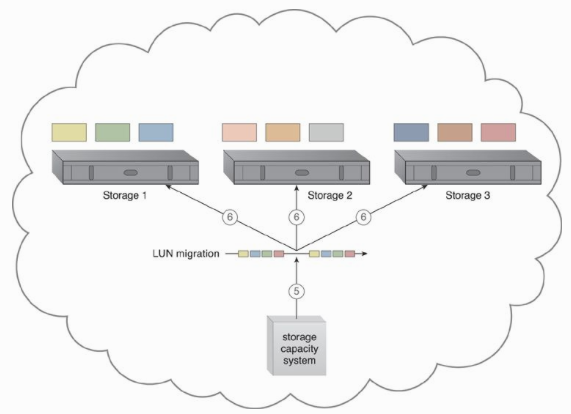 Storage 1
Storage 2
Storage 3
6
6
6
LUN migration
5
storage
capacity
system